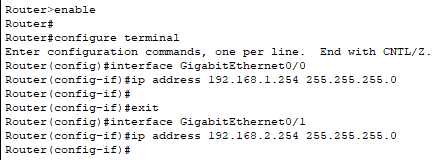 Router>enable
Router#
Router#configure terminal
Enter configuration commands, one per line.  End with CNTL/Z.
Router(config)#interface GigabitEthernet0/0
Router(config-if)#ip address 192.168.1.254 255.255.255.0
Router(config-if)#
Router(config-if)#exit
Router(config)#interface GigabitEthernet0/1
Router(config-if)#ip address 192.168.2.254 255.255.255.0
Router(config-if)#